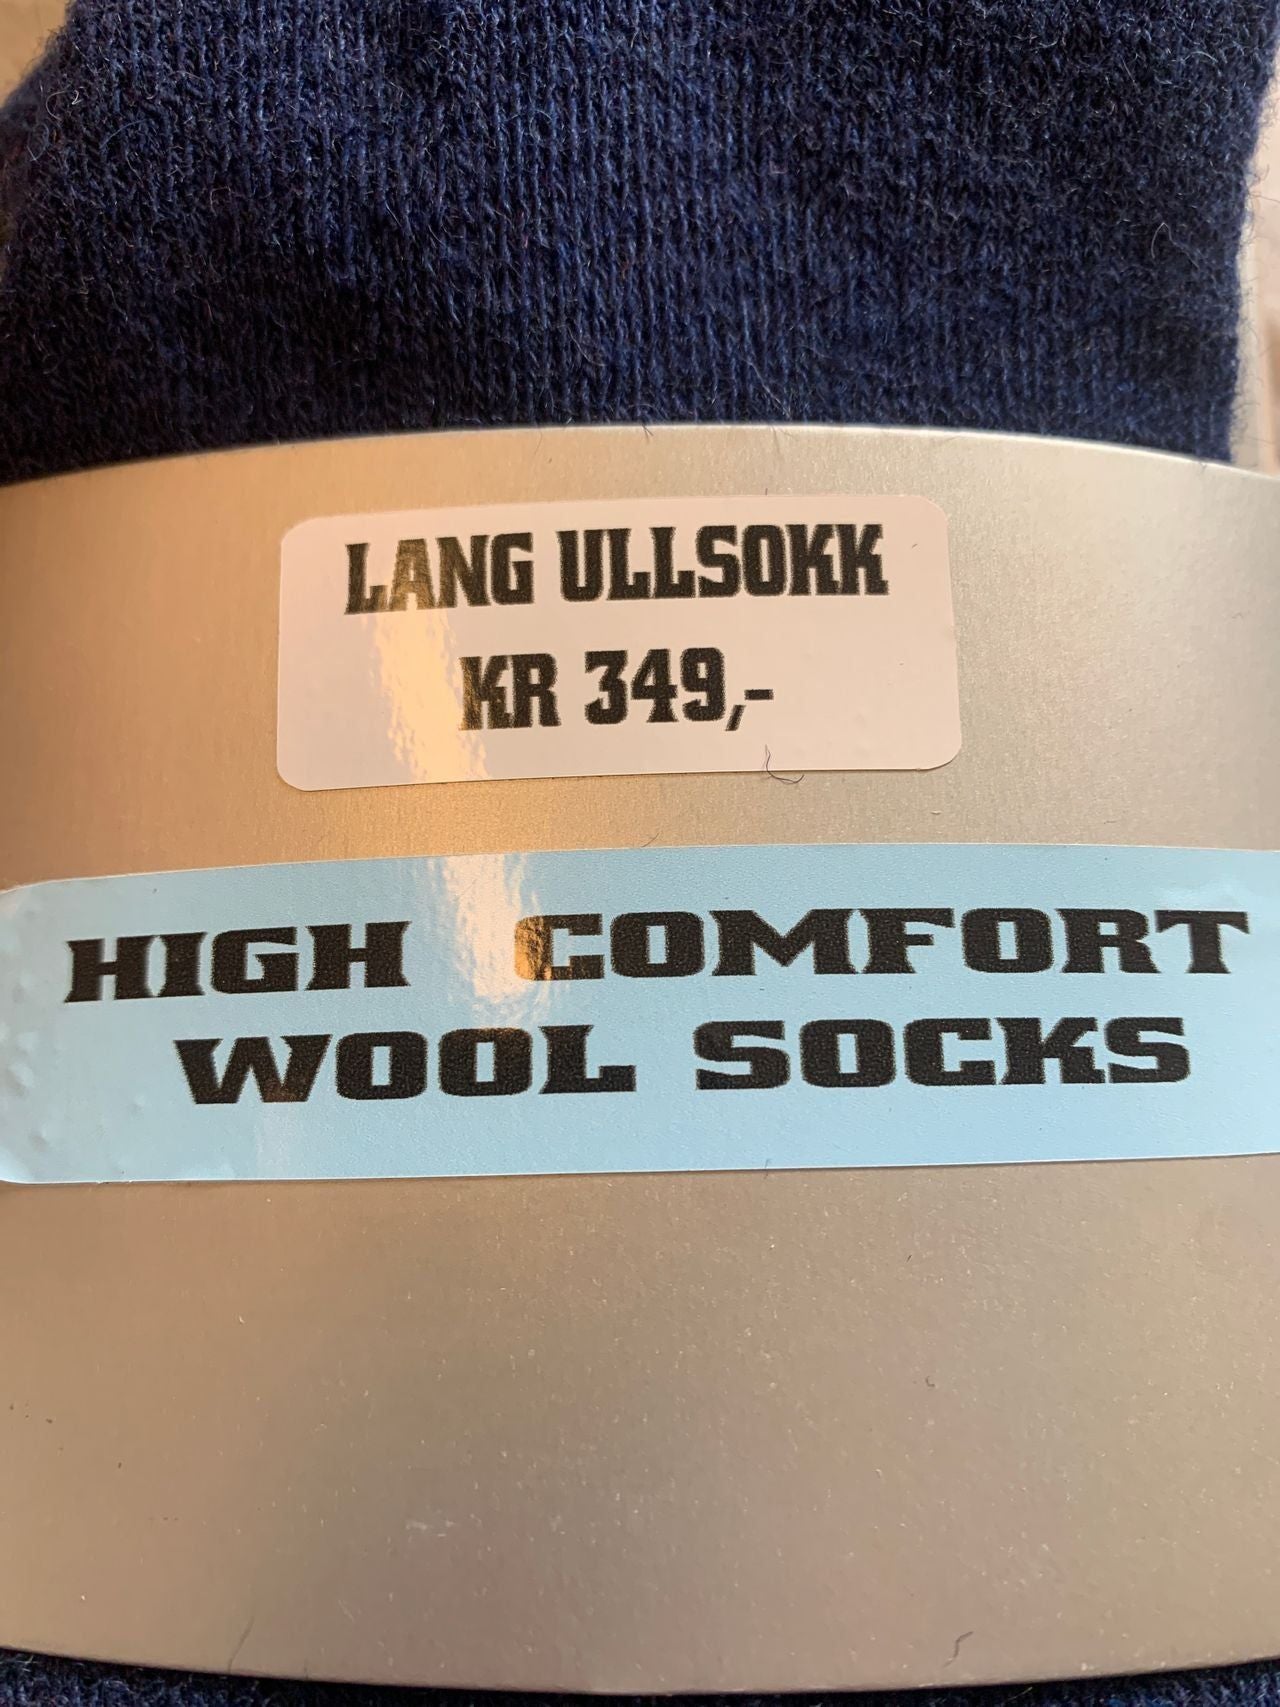 LANG ULLSOKK
KR 349,-
HIGH COMFORT
WOOL SOCKS